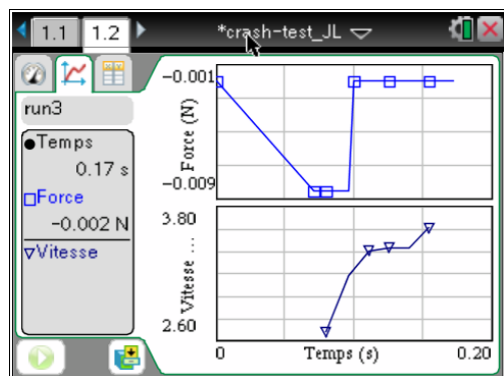 1.1 1.2 *crash-test_JL
run3
Temps
0.17 s
Force
-0.002 N
Vitesse
-0.001
Force (N)
-0.009
3.80
Vitesse ...
2.60
0 Temps (s) 0.20